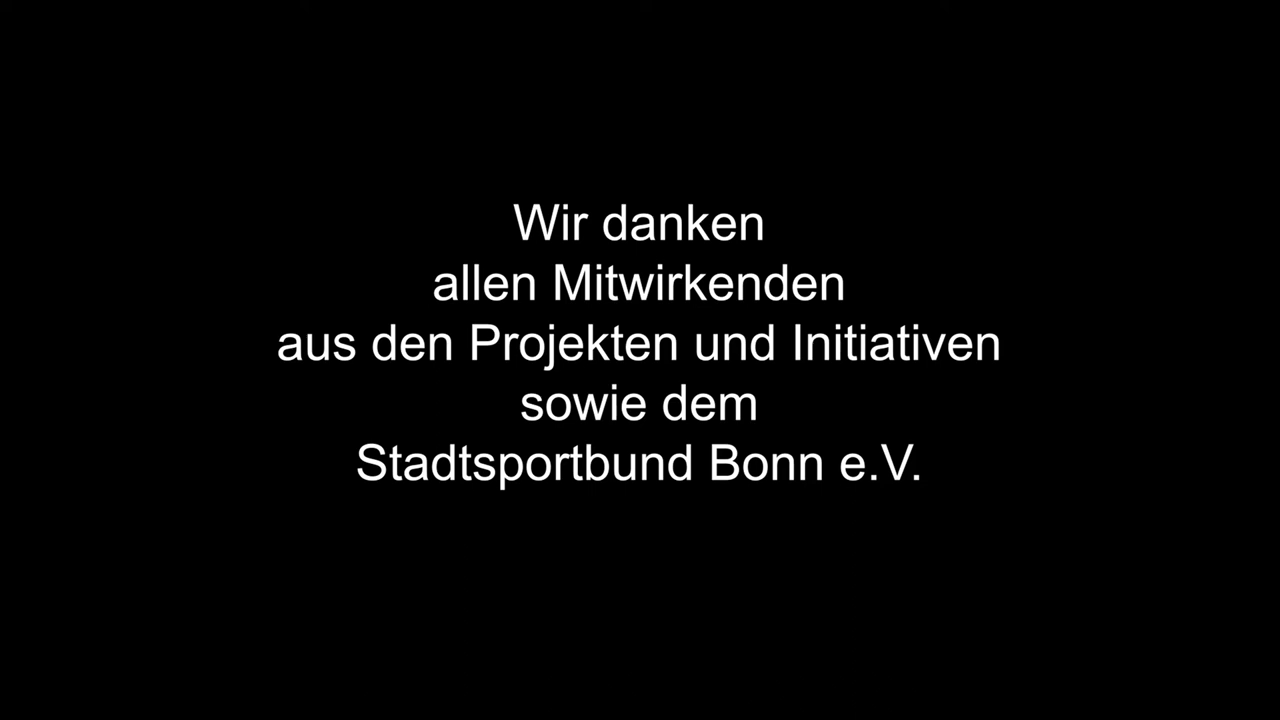 Wir danken
allen Mitwirkenden
aus den Projekten und Initiativen
sowie dem
Stadtsportbund Bonn e.V.